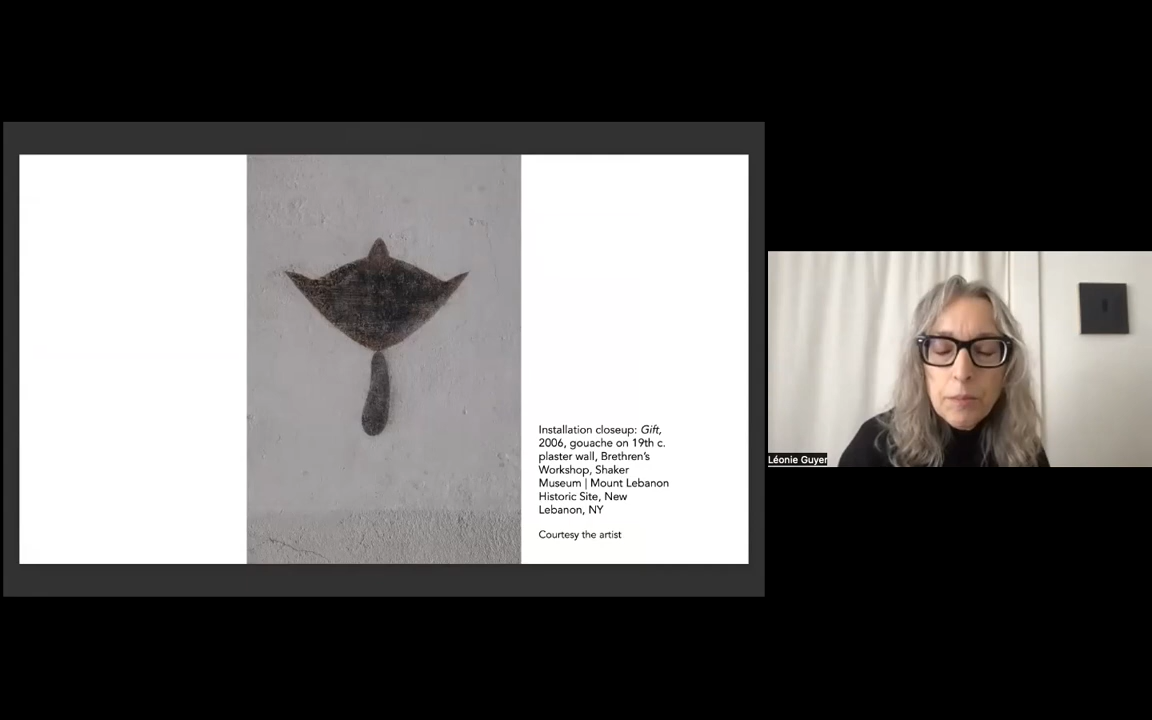 Installation closeup: Gift,
2006, gouache on 19th c.
plaster wall, Brethren's
Workshop, Shaker
Museum | Mount Lebanon
Historic Site, New
Lebanon, NY
Courtesy the artist
Léonie Guyer